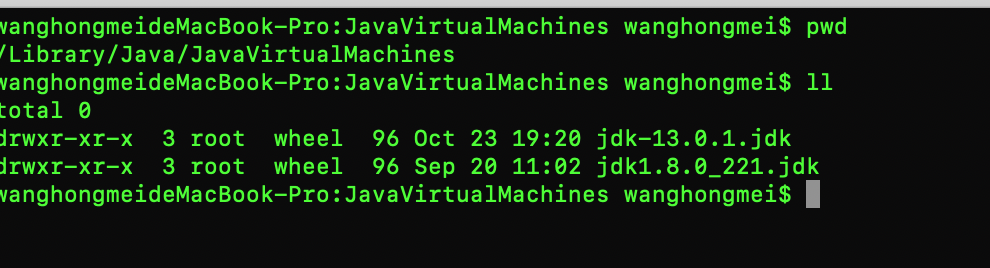 wanghongmeideMacBook-Pro:JavaVirtualMachines wanghongmei$ pwd
/Library/Java/JavaVirtualMachines
wanghongmeideMacBook-Pro:JavaVirtualMachines wanghongmei$ ll
total 0
drwxr-xr-x  3 root  wheel  96 Oct 23 19:20 jdk-13.0.1.jdk
drwxr-xr-x  3 root  wheel  96 Sep 20 11:02 jdk1.8.0_221.jdk
wanghongmeideMacBook-Pro:JavaVirtualMachines wanghongmei$